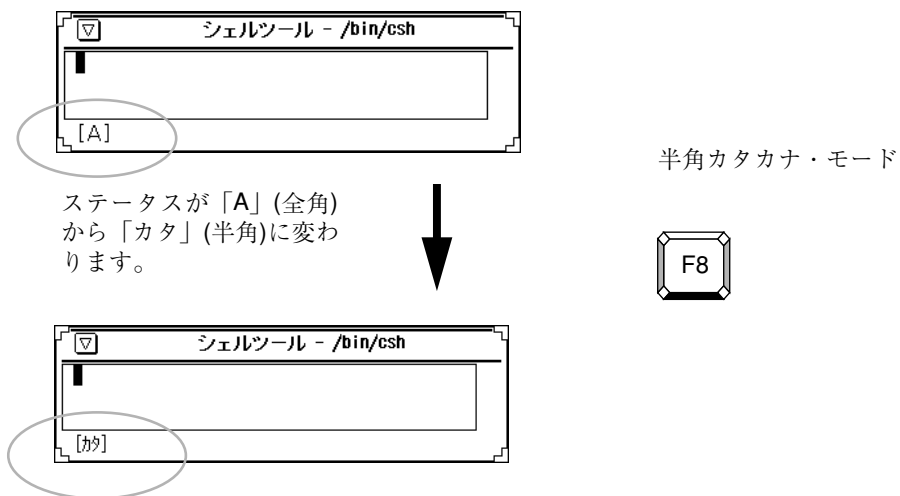 シェルツール - /bin/csh
[A]
半角カタカナ・モード
ステータスが「A」(全角)
から「カタ」(半角)に変わ
ります。
F8
シェルツール - /bin/csh
[ｶﾀ]